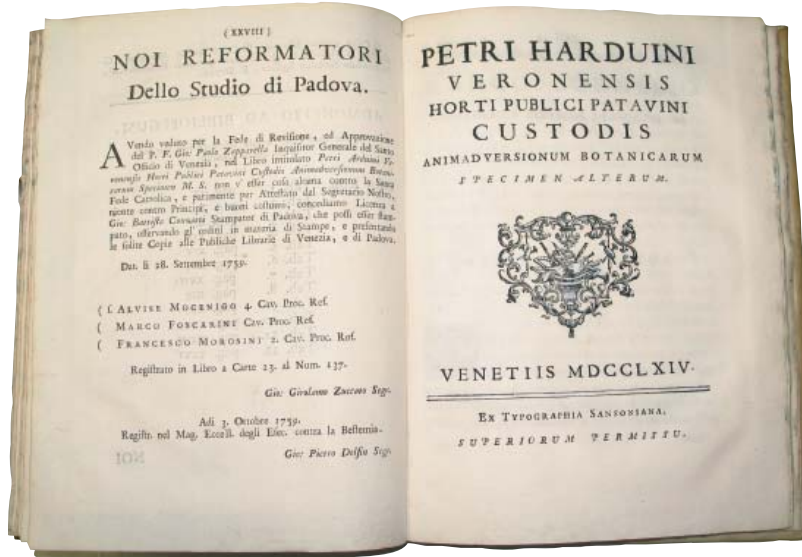 ( XXVIII )
NOI REFORMATORI
Dello Studio di Padova.
AVendo veduto per la Fede di Revisione, ed Approvazione
del P. F. Gio: Paolo Zapparella Inquisitor Generale del Santo
Officio di Venezia, nel Libro intitolato Petri Arduini Ve-
ronensis Horti Publici Patavini Custodis Animadversionum Botani-
carum Specimen M. S. non v' esser cosa alcuna contro la Santa
Fede Cattolica, e parimente per Attestato del Segretario Nostro,
niente contro Principi, e buoni costumi, concediamo Licenza a
Gio: Battista Conzatti Stampator di Padova, che possi esser stam-
pato, osservando gl' ordini in materia di Stampe, e presentando
le solite Copie alle Publiche Librarie di Venezia, e di Padova.
Dat. li 28. Settembre 1759.
( ALVISE MOCENIGO 4. Cav. Proc. Ref.
( MARCO FOSCARINI Cav. Proc. Ref.
( FRANCESCO MOROSINI 2. Cav. Proc. Ref.
Registrato in Libro a Carte 23. al Num. 137.
Gio: Girolamo Zuccato Segr.
Adi 3. Ottobre 1759.
Registr. nel Mag. Eccell. degli Esec. contra la Bestemia.
Gio: Pietro Dolfin Segr.
PETRI HARDUINI
VERONENSIS
HORTI PUBLICI PATAVINI
CUSTODIS
ANIMADVERSIONUM BOTANICARUM
SPECIMEN ALTERUM.
VENETIIS MDCCLXIV.
EX TYPOGRAPHIA SANSONIANA.
SUPERIORUM PERMISSU.